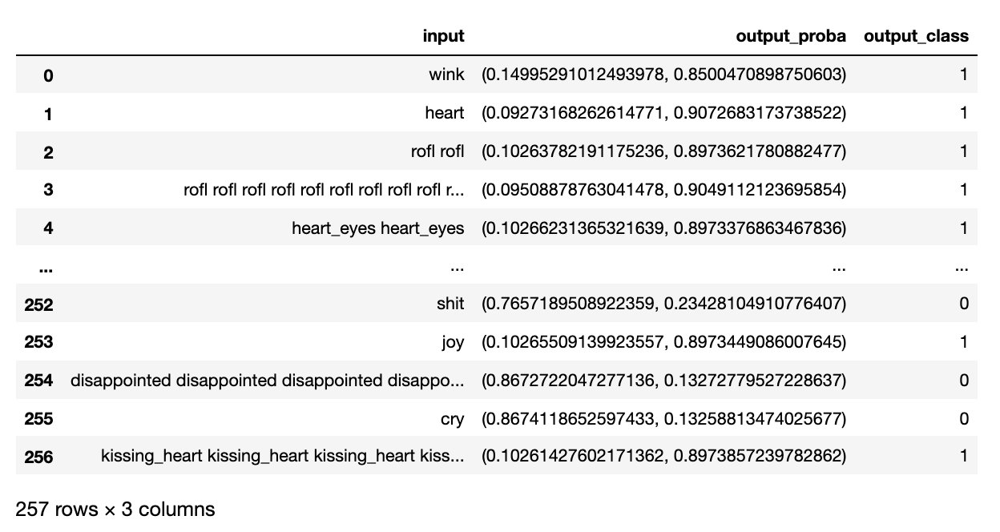 input output_proba output_class
0 wink (0.14995291012493978, 0.8500470898750603) 1
1 heart (0.09273168262614771, 0.9072683173738522) 1
2 rofl rofl (0.10263782191175236, 0.8973621780882477) 1
3 rofl rofl rofl rofl rofl rofl rofl rofl rofl r... (0.09508878763041478, 0.9049112123695854) 1
4 heart_eyes heart_eyes (0.10266231365321639, 0.8973376863467836) 1
... ... ... ...
252 shit (0.7657189508922359, 0.23428104910776407) 0
253 joy (0.10265509139923557, 0.8973449086007645) 1
254 disappointed disappointed disappointed disappo... (0.8672722047277136, 0.13272779527228637) 0
255 cry (0.8674118652597433, 0.13258813474025677) 0
256 kissing_heart kissing_heart kissing_heart kiss... (0.10261427602171362, 0.8973857239782862) 1
257 rows × 3 columns